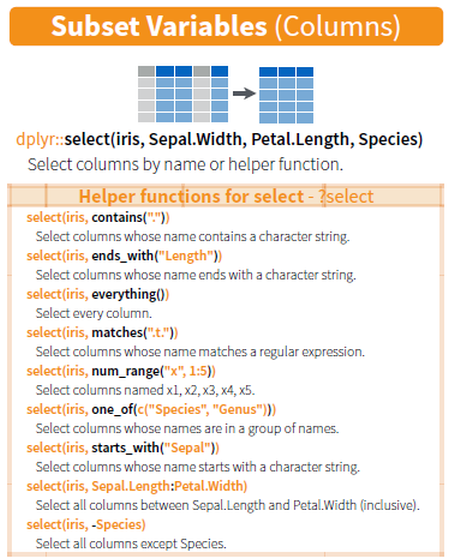 Subset Variables (Columns)
dplyr::select(iris, Sepal.Width, Petal.Length, Species)
Select columns by name or helper function.
Helper functions for select - ?select
select(iris, contains("."))
Select columns whose name contains a character string.
select(iris, ends_with("Length"))
Select columns whose name ends with a character string.
select(iris, everything())
Select every column.
select(iris, matches(".t."))
Select columns whose name matches a regular expression.
select(iris, num_range("x", 1:5))
Select columns named x1, x2, x3, x4, x5.
select(iris, one_of(c("Species", "Genus")))
Select columns whose names are in a group of names.
select(iris, starts_with("Sepal"))
Select columns whose name starts with a character string.
select(iris, Sepal.Length:Petal.Width)
Select all columns between Sepal.Length and Petal.Width (inclusive).
select(iris, -Species)
Select all columns except Species.